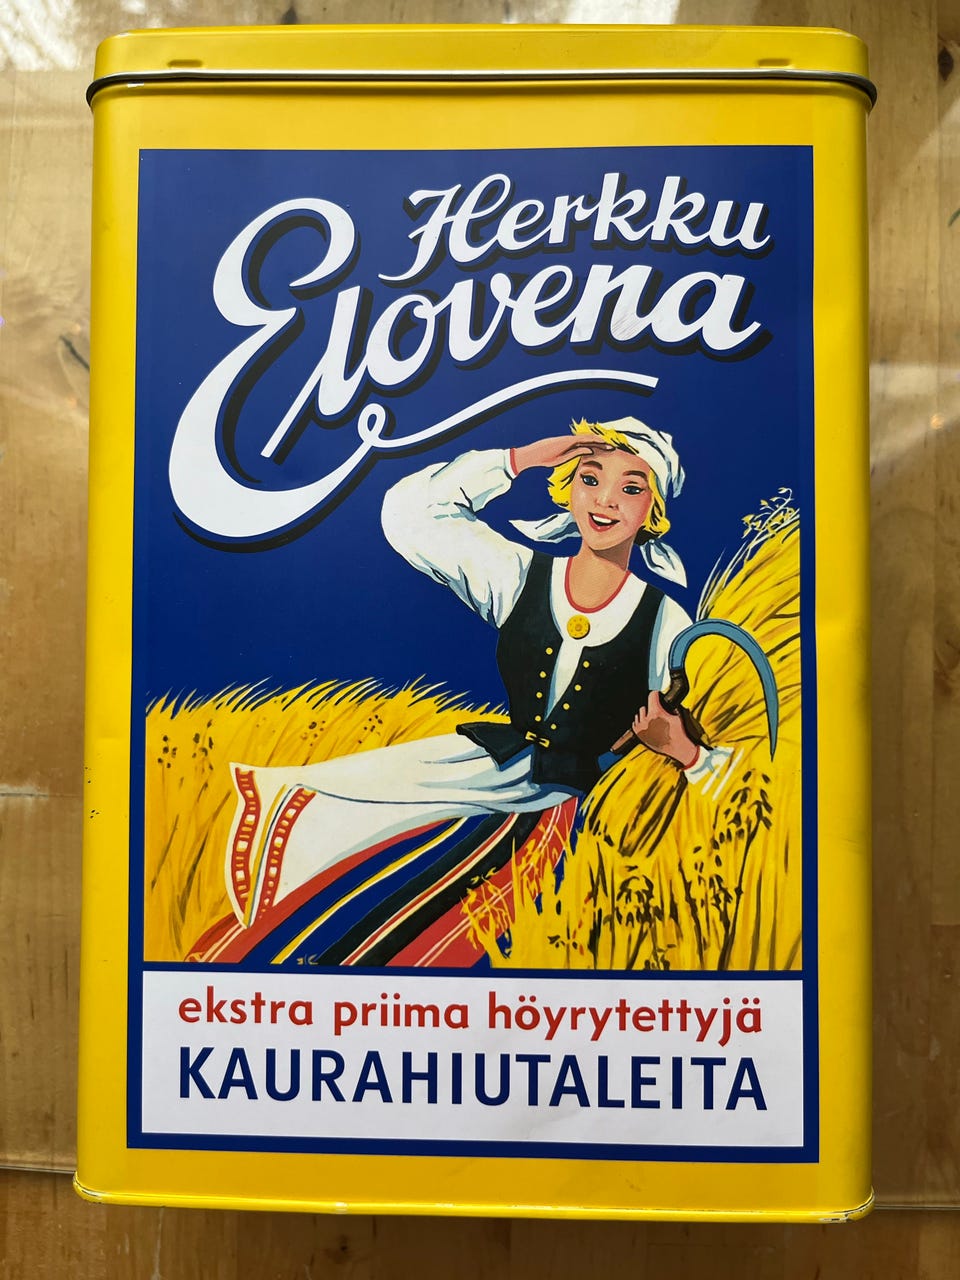 Herkku
Elovena
ekstra priima höyrytettyjä
KAURAHIUTALEITA